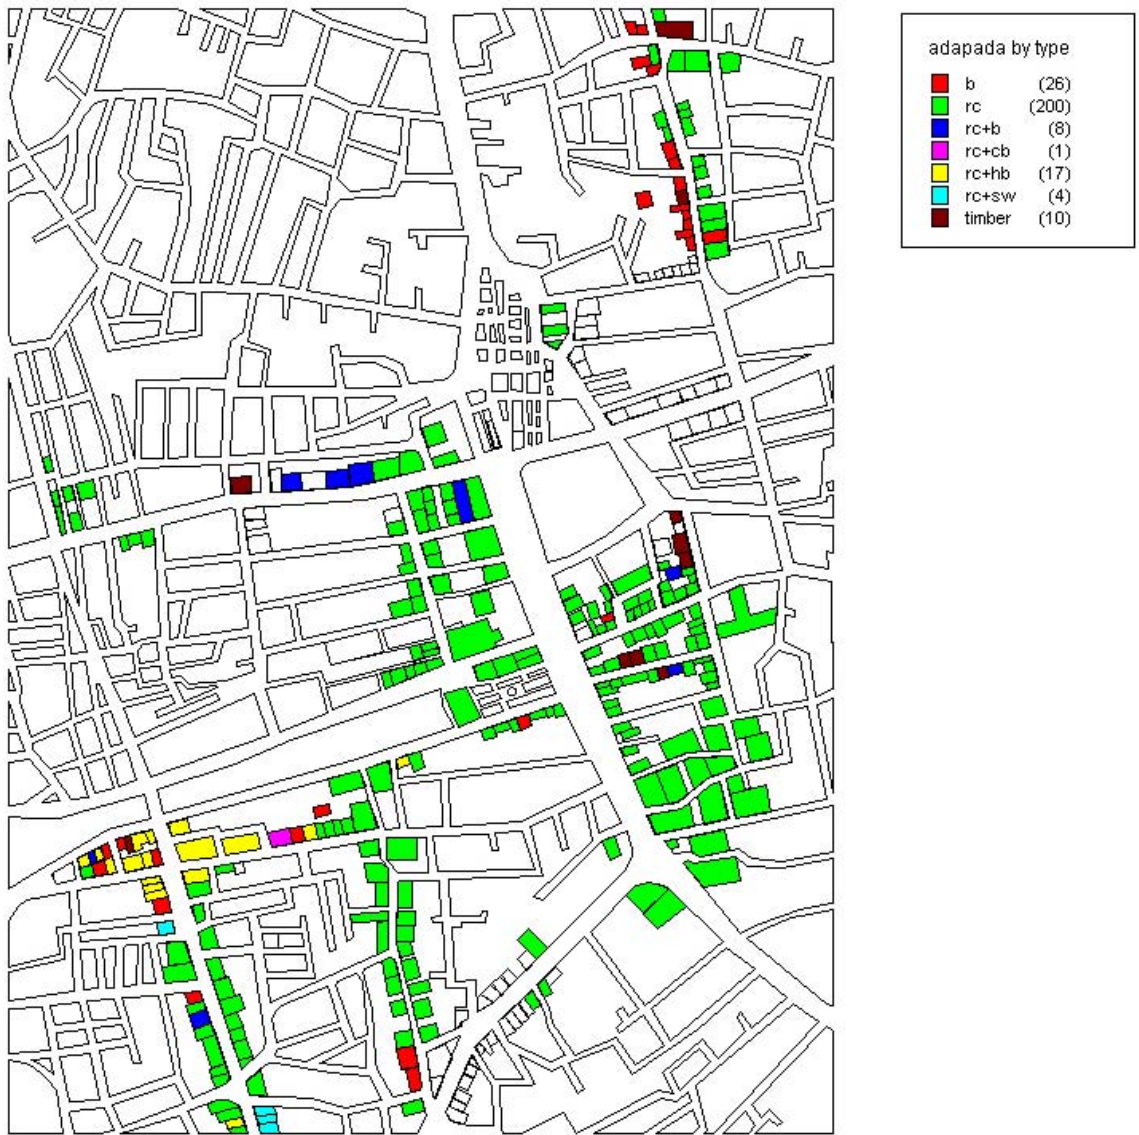 adapada by type
b (26)
rc (200)
rc+b (8)
rc+cb (1)
rc+hb (17)
rc+sw (4)
timber (10)